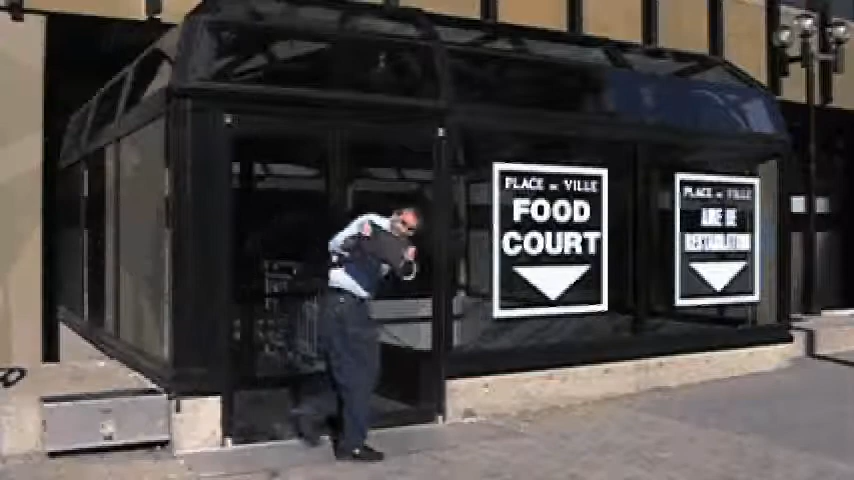 PLACE DE VILLE
FOOD
COURT
PLACE DE VILLE
AIRE DE
RESTAURATION